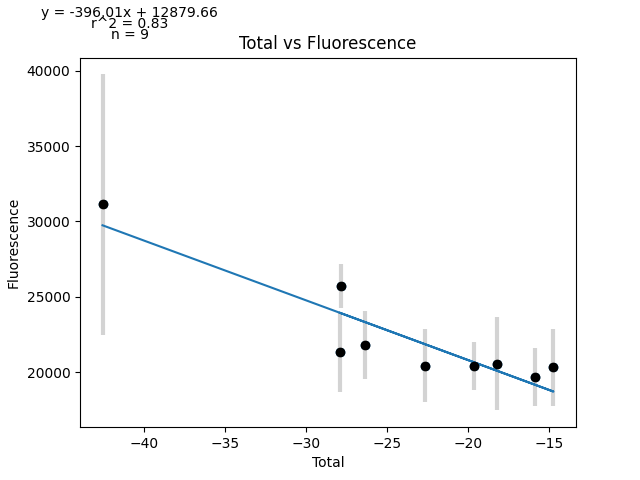 y = -396.01x + 12879.66
r^2 = 0.83
n = 9
Total vs Fluorescence
40000
35000
30000
25000
20000
Fluorescence
−40 −35 −30 −25 −20 −15
Total